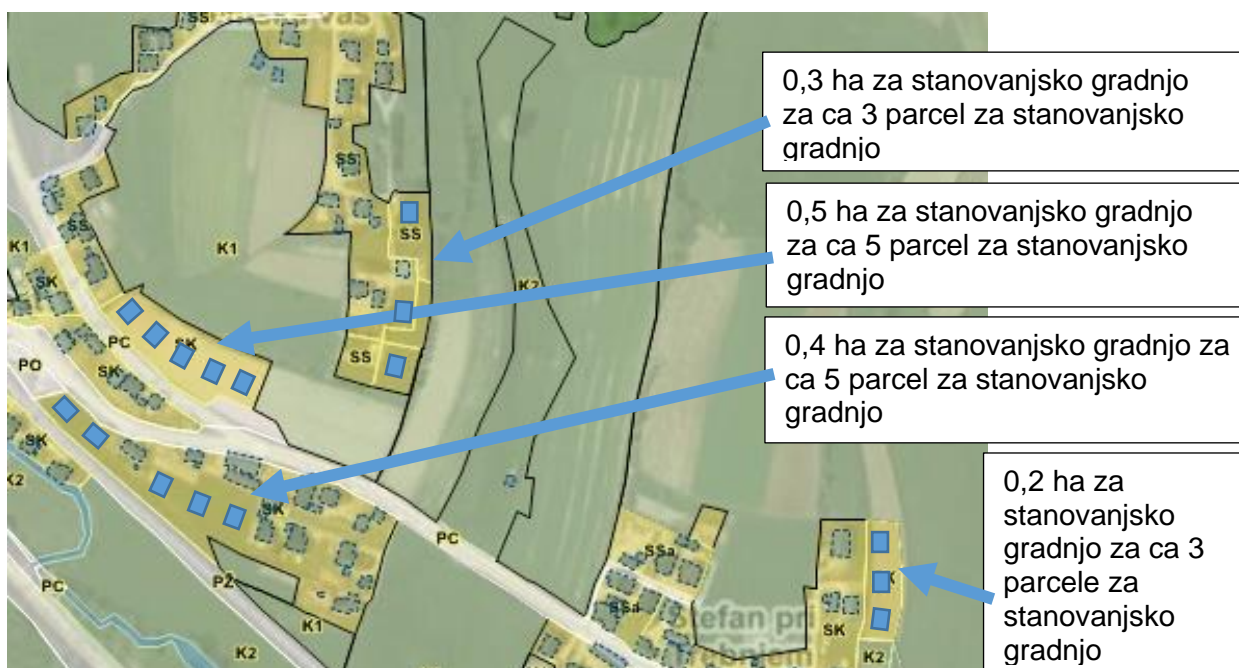 0,3 ha za stanovanjsko gradnjo
za ca 3 parcel za stanovanjsko
gradnjo
0,5 ha za stanovanjsko gradnjo
za ca 5 parcel za stanovanjsko
gradnjo
0,4 ha za stanovanjsko gradnjo za
ca 5 parcel za stanovanjsko
gradnjo
0,2 ha za
stanovanjsko
gradnjo za ca 3
parcele za
stanovanjsko
gradnjo
SS
SS
SS
K1
K1
SS
SK
SS
K2
SK
PC
SS
PO
SK
SK
SK
K2
PC
SSa
PŽ
PC
K1
SSa
Štefan pri
SK
K2
K2